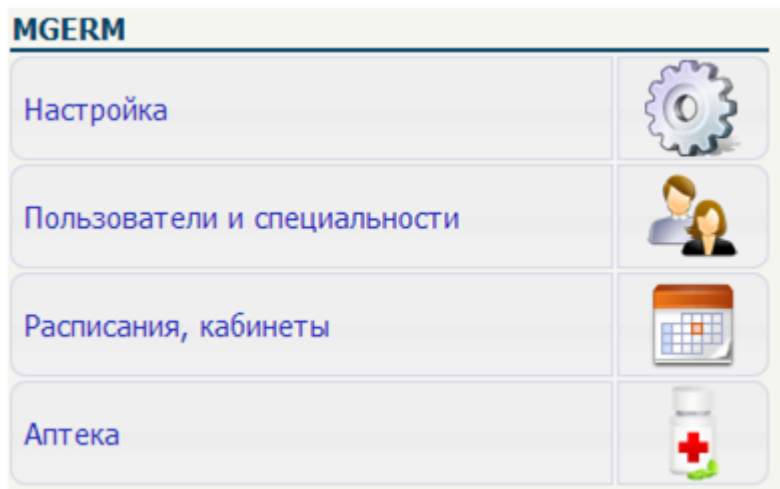 MGERM
Настройка
Пользователи и специальности
Расписания, кабинеты
Аптека